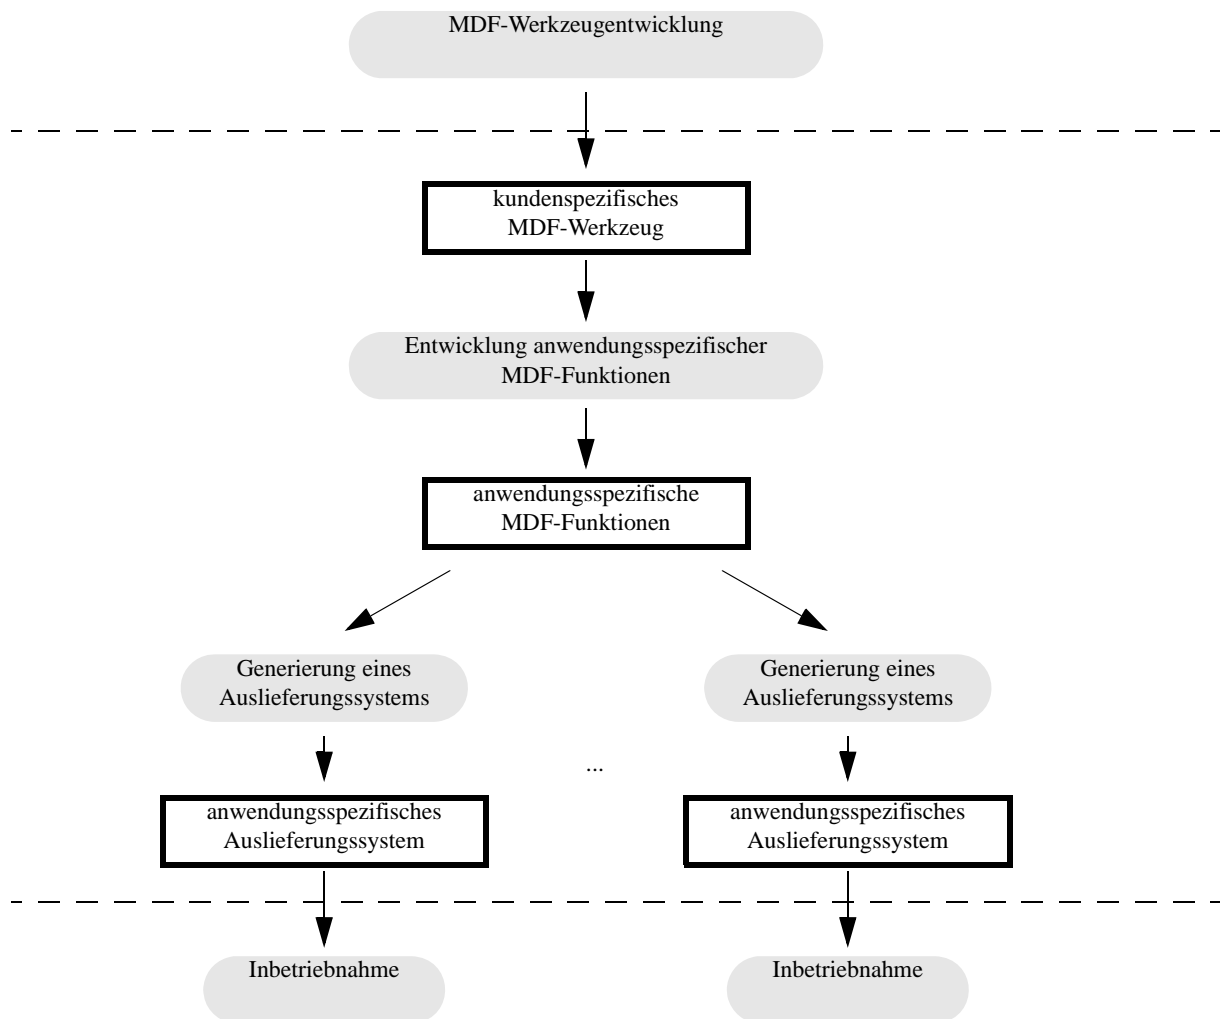 MDF-Werkzeugentwicklung
kundenspezifisches
MDF-Werkzeug
Entwicklung anwendungsspezifischer
MDF-Funktionen
anwendungsspezifische
MDF-Funktionen
Generierung eines
Auslieferungssystems
Generierung eines
Auslieferungssystems
...
anwendungsspezifisches
Auslieferungssystem
anwendungsspezifisches
Auslieferungssystem
Inbetriebnahme
Inbetriebnahme